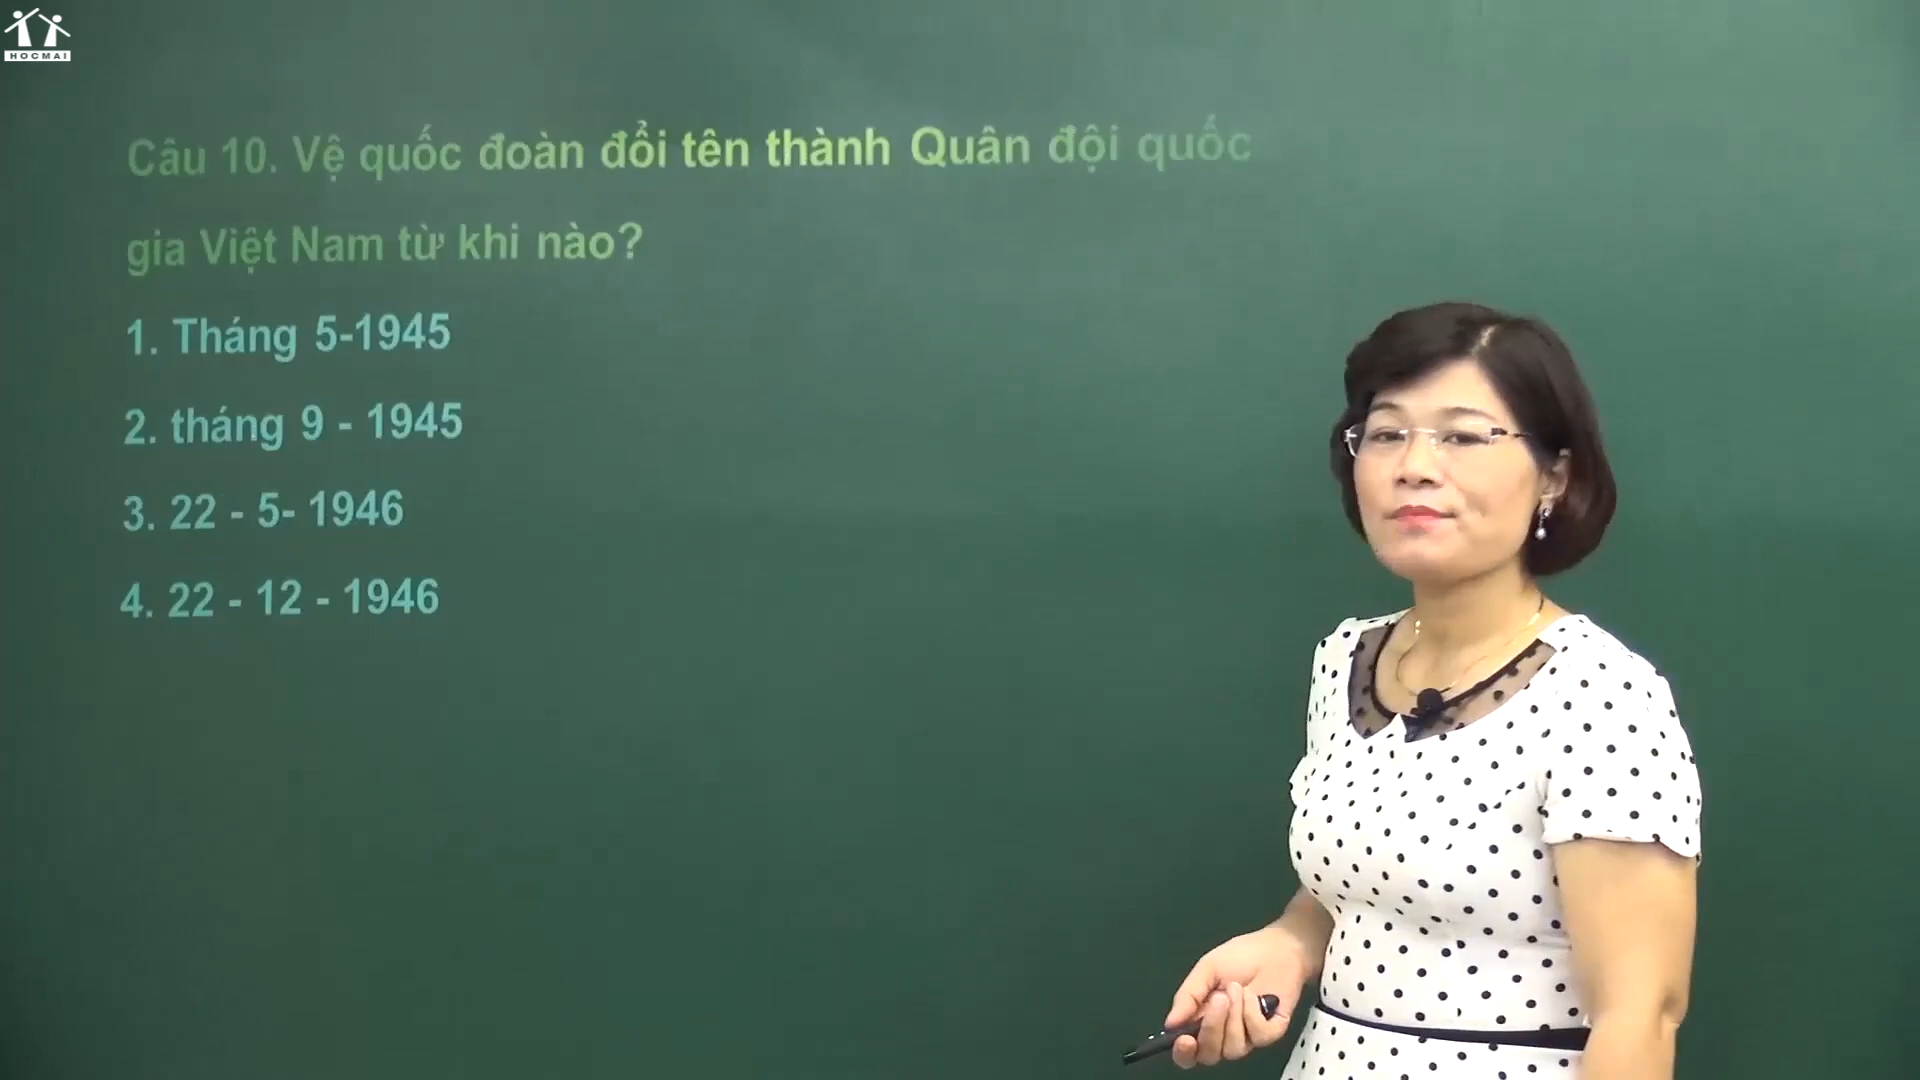 HOCMAI
Câu 10. Vệ quốc đoàn đổi tên thành Quân đội quốc
gia Việt Nam từ khi nào?
1. Tháng 5-1945
2. tháng 9 - 1945
3. 22 - 5- 1946
4. 22 - 12 - 1946